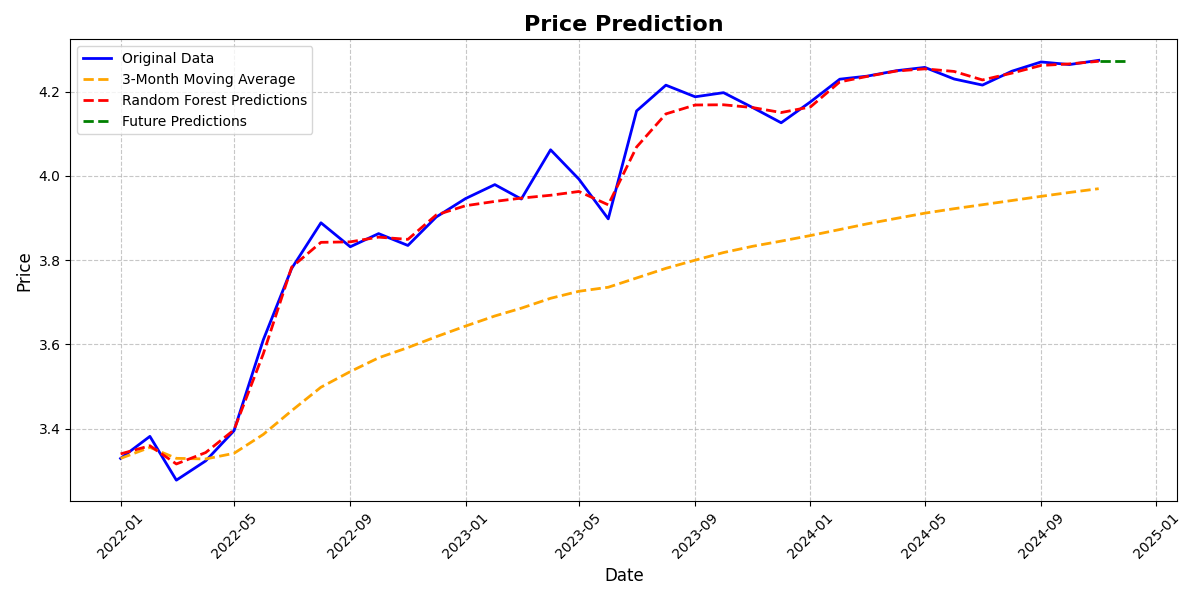 Price Prediction
Original Data
3-Month Moving Average
Random Forest Predictions
Future Predictions
Price
4.2
4.0
3.8
3.6
3.4
2022-01
2022-05
2022-09
2023-01
2023-05
2023-09
2024-01
2024-05
2024-09
2025-01
Date